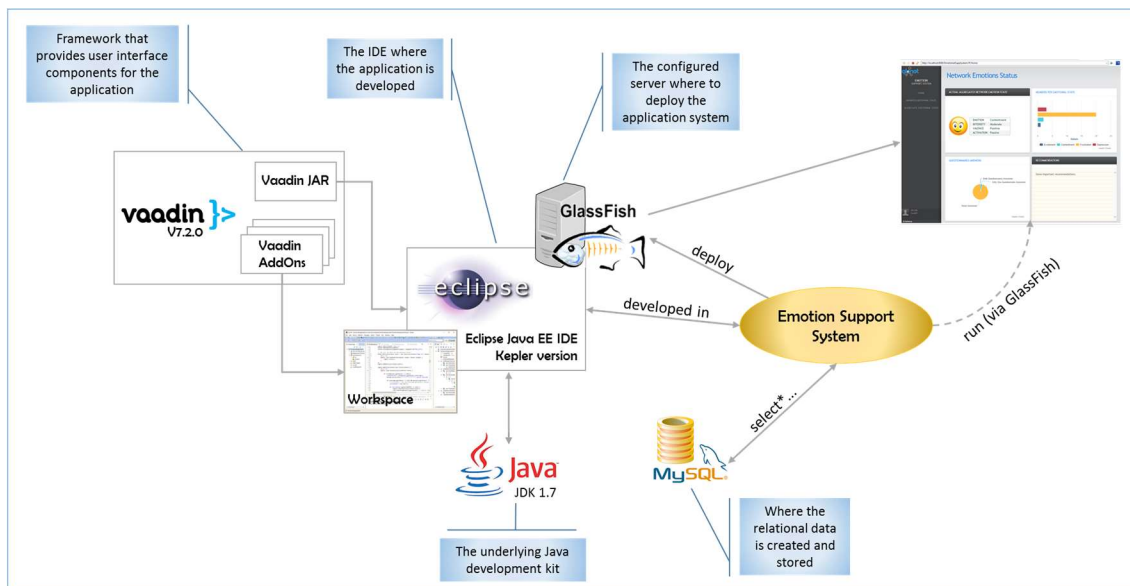 Framework that
provides user interface
components for the
application
The IDE where
the application is
developed
The configured
server where to
deploy the
application system
Network Emotions Status
Vaadin JAR
vaadin }>
V7.2.0
Vaadin
AddOns
GlassFish
eclipse
Eclipse Java EE IDE
Kepler version
Workspace
deploy
developed in
Emotion Support
System
run (via GlassFish)
select* ...
Java
JDK 1.7
MySQL
The underlying Java
development kit
Where the
relational data
is created and
stored